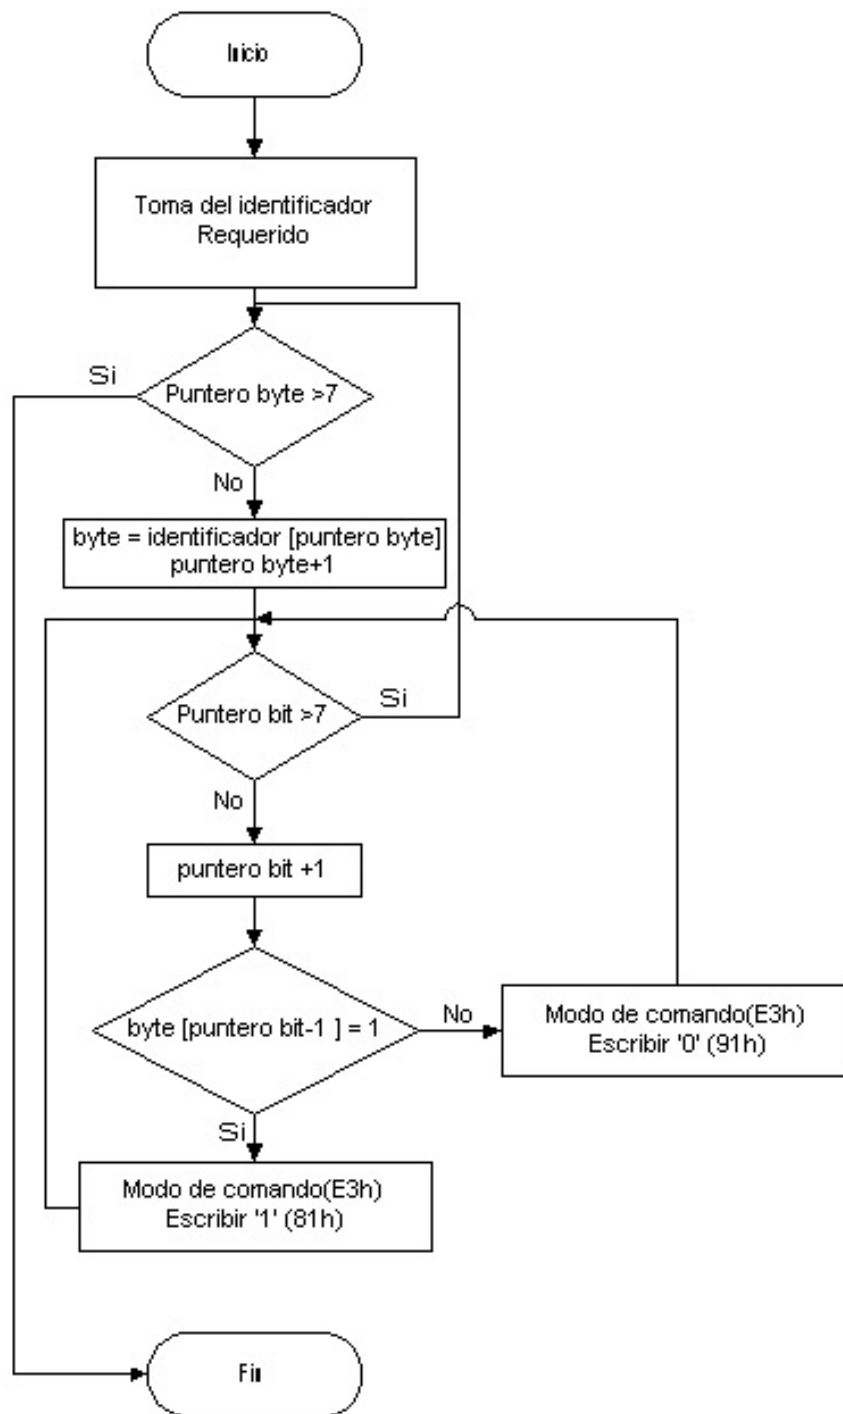 Inicio
Toma del identificador
Requerido
Si
Puntero byte >7
No
byte = identificador [puntero byte]
puntero byte+1
Puntero bit >7
Si
No
puntero bit +1
byte [puntero bit-1 ] = 1
No
Modo de comando(E3h)
Escribir '0' (91h)
Si
Modo de comando(E3h)
Escribir '1' (81h)
Fin